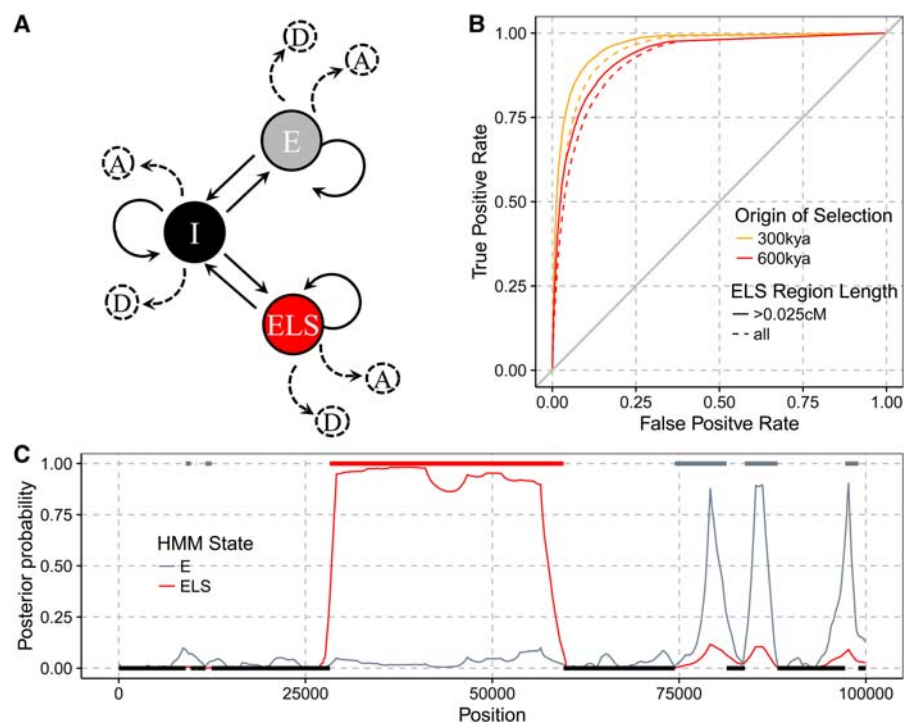 A
D
A
E
A
I
D
ELS
A
D
B
True Positive Rate
1.00
0.75
0.50
0.25
0.00
Origin of Selection
300kya
600kya
ELS Region Length
>0.025cM
all
0.00 0.25 0.50 0.75 1.00
False Positve Rate
C
Posterior probability
1.00
0.75
0.50
0.25
0.00
HMM State
E
ELS
0 25000 50000 75000 100000
Position